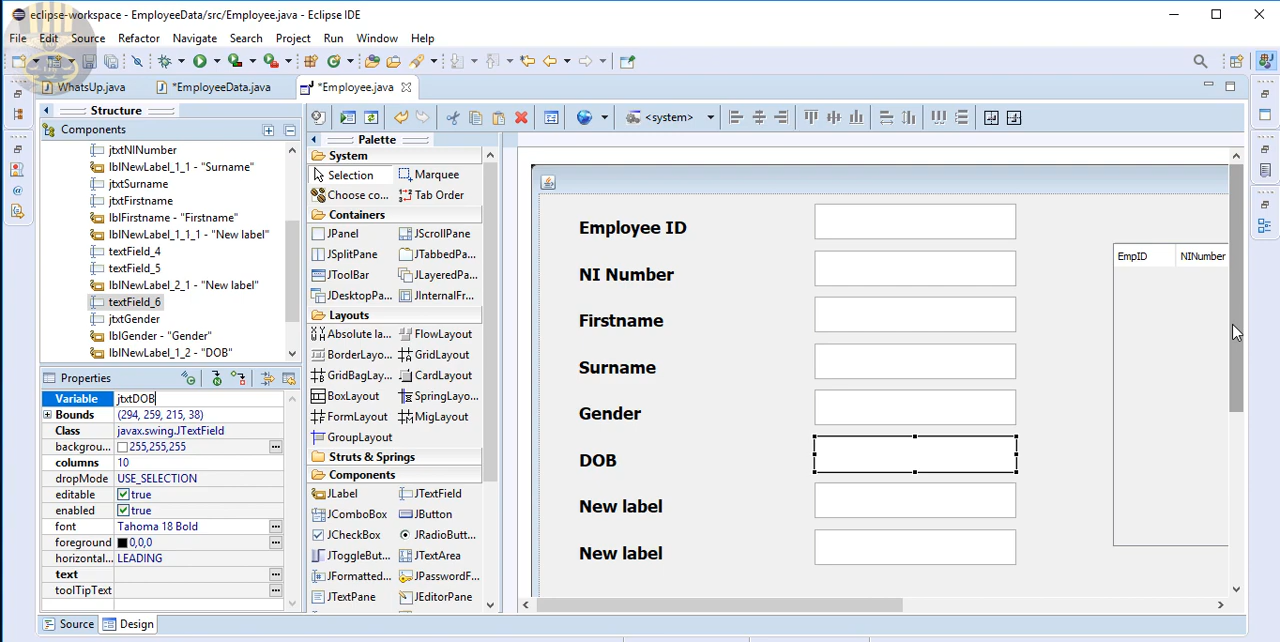 eclipse-workspace - EmployeeData/src/Employee.java - Eclipse IDE
File Edit Source Refactor Navigate Search Project Run Window Help
WhatsUp.java *EmployeeData.java *Employee.java
Structure
Components
jtxtNINumber
lblNewLabel_1_1 - "Surname"
jtxtSurname
jtxtFirstname
lblFirstname - "Firstname"
lblNewLabel_1_1_1 - "New label"
textField_4
textField_5
lblNewLabel_2_1 - "New label"
textField_6
jtxtGender
lblGender - "Gender"
lblNewLabel_1_2 - "DOB"
Properties
Variable jtxtDOB
Bounds (294, 259, 215, 38)
Class javax.swing.JTextField
backgrou... 255,255,255
columns 10
dropMode USE_SELECTION
editable true
enabled true
font Tahoma 18 Bold
foreground 0,0,0
horizontal... LEADING
text
toolTipText
Source Design
Palette
System
Selection Marquee
Choose co... Tab Order
Containers
JPanel JScrollPane
JSplitPane JTabbedPa...
JToolBar JLayeredPa...
JDesktopPa... JInternalFr...
Layouts
Absolute la... FlowLayout
BorderLayo... GridLayout
GridBagLay... CardLayout
BoxLayout SpringLayo...
FormLayout MigLayout
GroupLayout
Struts & Springs
Components
JLabel JTextField
JComboBox JButton
JCheckBox JRadioButt...
JToggleBut... JTextArea
JFormatted... JPasswordF...
JTextPane JEditorPane
<system>
Employee ID
NI Number
Firstname
Surname
Gender
DOB
New label
New label
EmpID NINumber